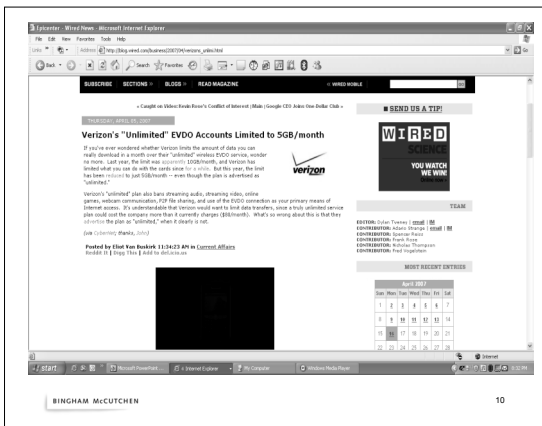 Epicenter - Wired News - Microsoft Internet Explorer
File Edit View Favorites Tools Help
Links Address http://blog.wired.com/business/2007/04/verizons_unlimi.html Go
Back Search Favorites
SUBSCRIBE SECTIONS BLOGS READ MAGAZINE WIRED MOBILE
« Caught on Video: Kevin Rose's Conflict of Internet | Main | Google CEO Joins One-Dollar Club »
THURSDAY, APRIL 05, 2007
Verizon's "Unlimited" EVDO Accounts Limited to 5GB/month
If you've ever wondered whether Verizon limits the amount of data you can
really download in a month over their "unlimited" wireless EVDO service, wonder
no more. Last year, the limit was apparently 10GB/month, and Verizon has
limited what you can do with the cards since for a while. But this year, the limit
has been reduced to just 5GB/month -- even though the plan is advertised as
"unlimited."
verizon
Verizon's "unlimited" plan also bans streaming audio, streaming video, online
games, webcam communication, P2P file sharing, and use of the EVDO connection as your primary means of
Internet access. It's understandable that Verizon would want to limit data transfers, since a truly unlimited service
plan could cost the company more than it currently charges ($80/month). What's so wrong about this is that they
advertise the plan as "unlimited," when it clearly is not.
(via Cybernet; thanks, John)
Posted by Eliot Van Buskirk 11:34:23 AM in Current Affairs
Reddit It | Digg This | Add to del.icio.us
SEND US A TIP!
WIRED
SCIENCE
YOU WATCH
WE WIN!
TEAM
EDITOR: Dylan Tweney | email | IM
CONTRIBUTOR: Adario Strange | email | IM
CONTRIBUTOR: Spencer Reiss
CONTRIBUTOR: Frank Rose
CONTRIBUTOR: Nicholas Thompson
CONTRIBUTOR: Fred Vogelstein
MOST RECENT ENTRIES
April 2007
Sun Mon Tue Wed Thu Fri Sat
1 2 3 4 5 6 7
8 9 10 11 12 13 14
15 16 17 18 19 20 21
22 23 24 25 26 27 28
Internet
start Microsoft PowerPoint ... Internet Explorer My Computer Windows Media Player
BINGHAM McCUTCHEN
10